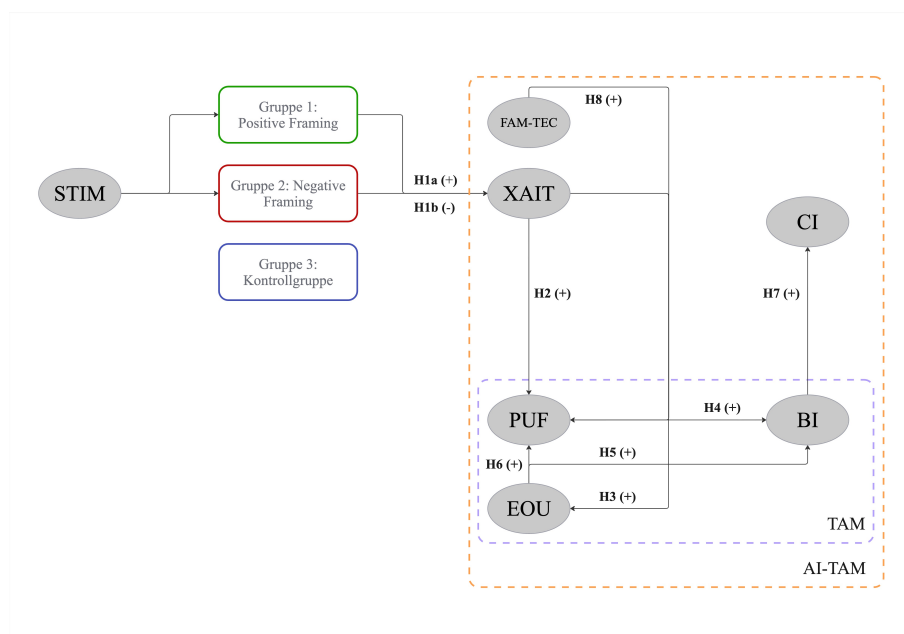 H8 (+)
Gruppe 1:
Positive Framing
FAM-TEC
STIM
Gruppe 2: Negative
Framing
H1a (+)
H1b (-)
XAIT
CI
Gruppe 3:
Kontrollgruppe
H2 (+)
H7 (+)
PUF
H4 (+)
BI
H6 (+)
H5 (+)
EOU
H3 (+)
TAM
AI-TAM